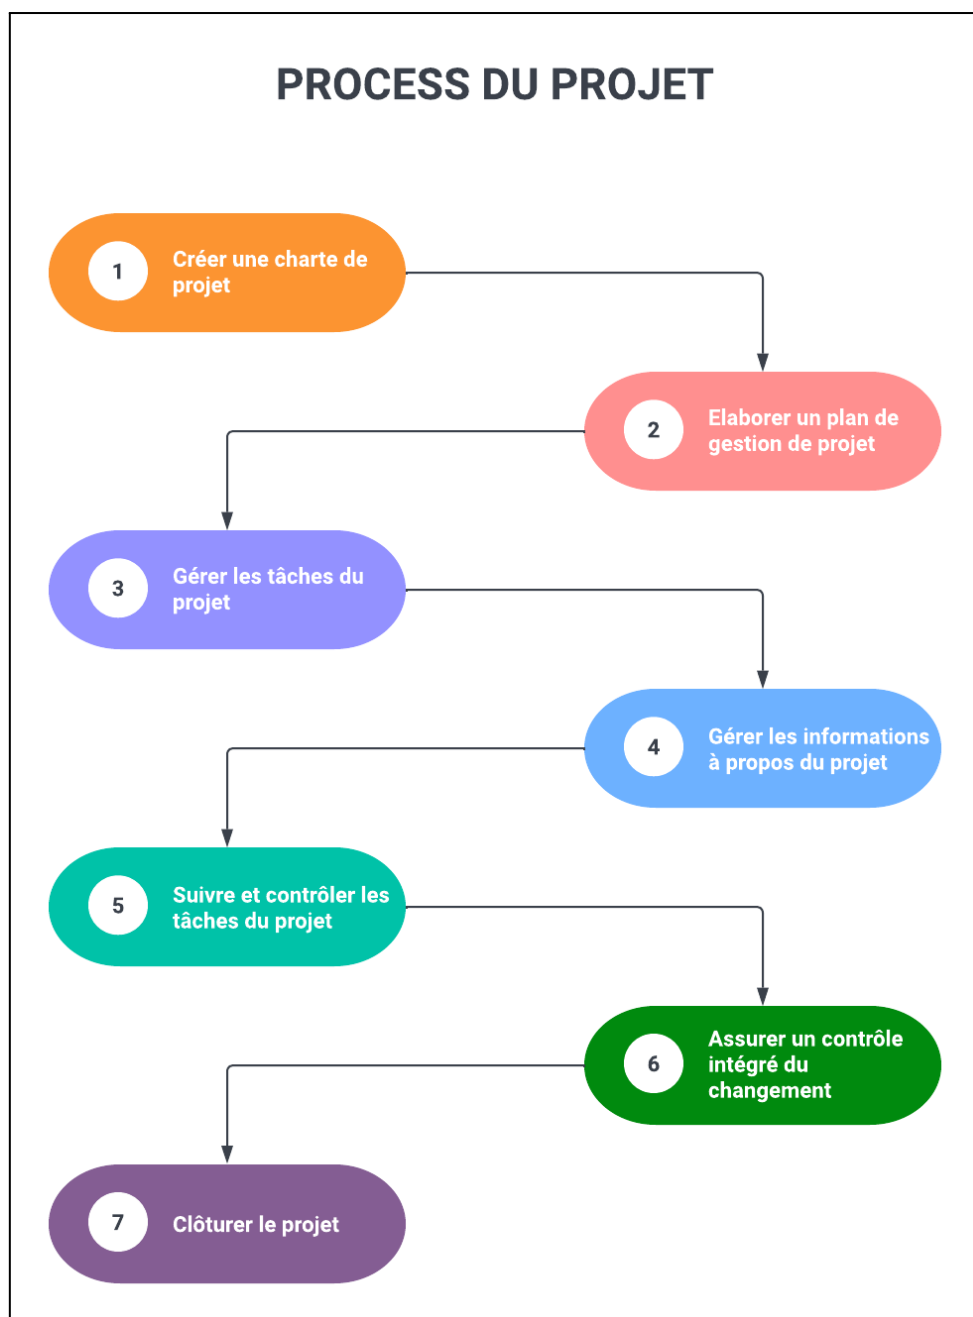 PROCESS DU PROJET
1
Créer une charte de
projet
2
Elaborer un plan de
gestion de projet
3
Gérer les tâches du
projet
4
Gérer les informations
à propos du projet
5
Suivre et contrôler les
tâches du projet
6
Assurer un contrôle
intégré du
changement
7
Clôturer le projet